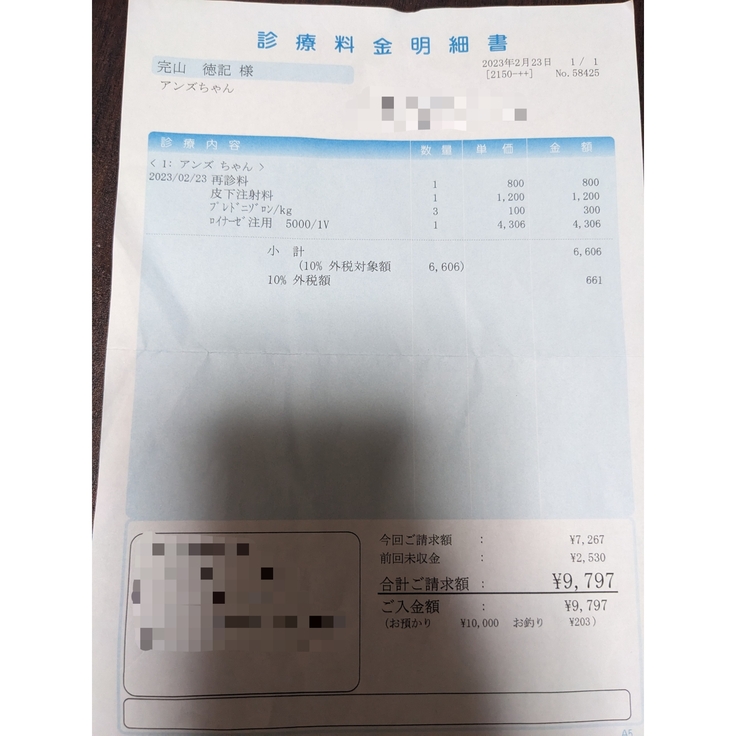 診療料金明細書
完山 徳記 様
2023年2月23日 1/ 1
アンズちゃん
[2150-++] No.58425
診療内容 数量 単価 金額
< 1: アンズ ちゃん >
2023/02/23 再診料 1 800 800
皮下注射料 1 1,200 1,200
ﾌﾟﾚﾄﾞﾆｿﾞﾛﾝ/kg 3 100 300
ﾛｲﾅｰｾﾞ注用 5000/1V 1 4,306 4,306
小 計 6,606
(10% 外税対象額 6,606)
10% 外税額 661
今回ご請求額 : ¥7,267
前回未収金 : ¥2,530
合計ご請求額 : ¥9,797
ご入金額 : ¥9,797
(お預かり ¥10,000 お釣り ¥203)
A5